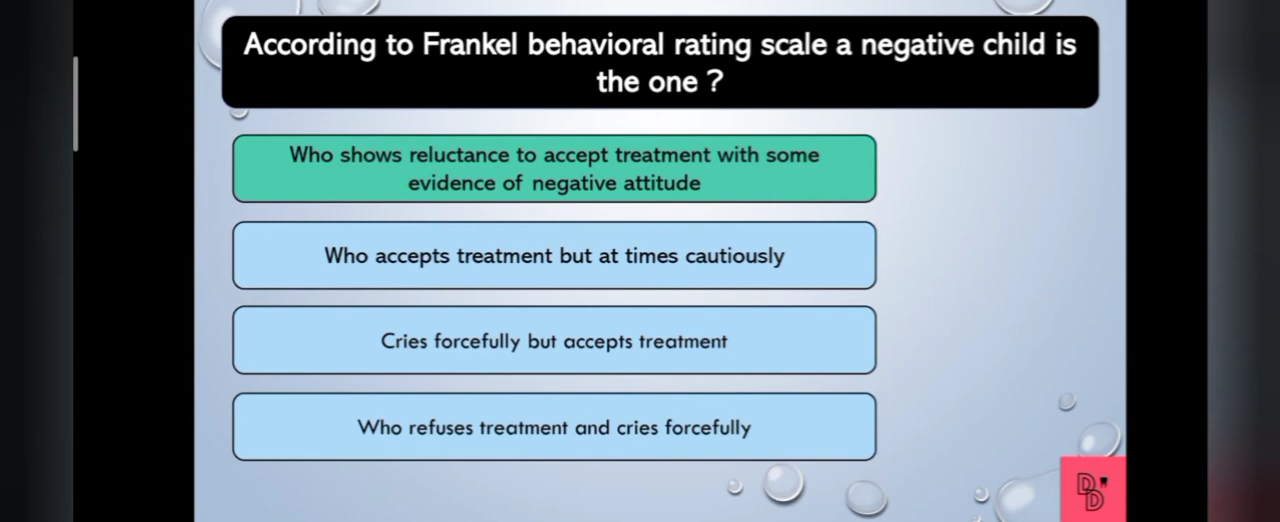 According to Frankel behavioral rating scale a negative child is
the one ?
Who shows reluctance to accept treatment with some
evidence of negative attitude
Who accepts treatment but at times cautiously
Cries forcefully but accepts treatment
Who refuses treatment and cries forcefully
DD